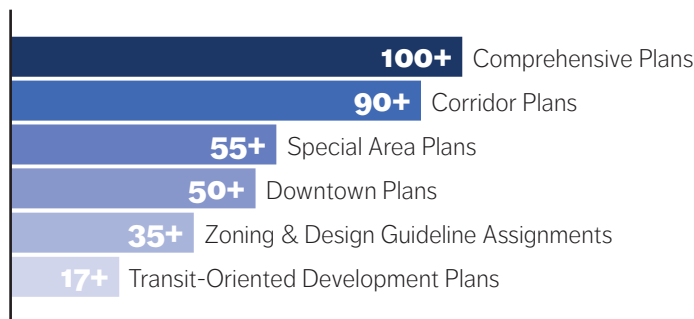 100+ Comprehensive Plans
90+ Corridor Plans
55+ Special Area Plans
50+ Downtown Plans
35+ Zoning & Design Guideline Assignments
17+ Transit-Oriented Development Plans